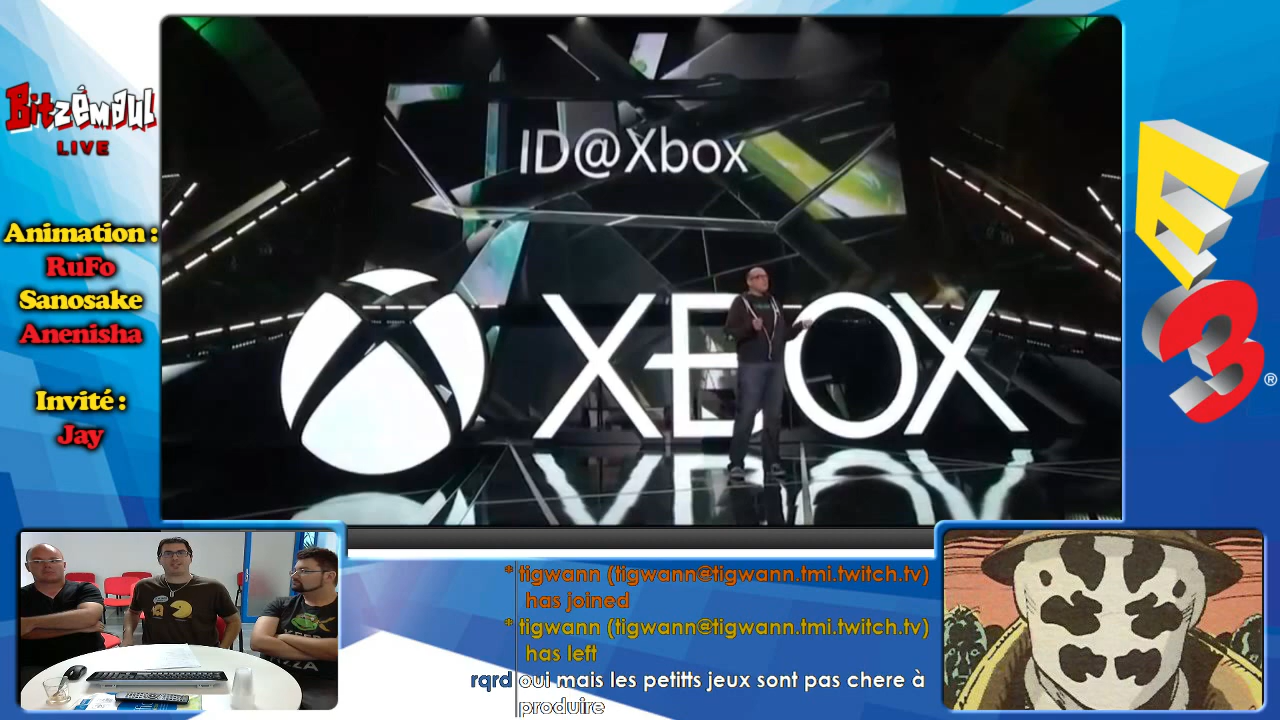 Bitzémaul
LIVE
Animation :
RuFo
Sanosake
Anenisha
Invité :
Jay
ID@Xbox
XBOX
E3
®
* tigwann (tigwann@tigwann.tmi.twitch.tv)
has joined
* tigwann (tigwann@tigwann.tmi.twitch.tv)
has left
rqrd oui mais les petitts jeux sont pas chere à
produire